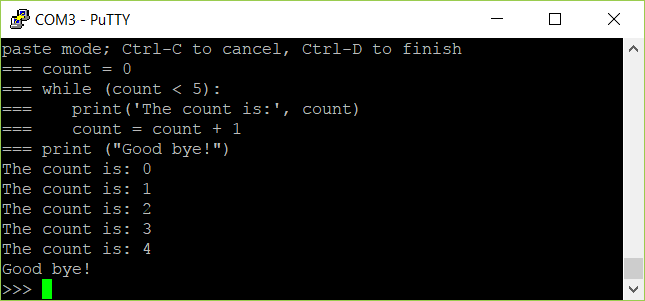 COM3 - PuTTY
paste mode; Ctrl-C to cancel, Ctrl-D to finish
=== count = 0
=== while (count < 5):
===    print('The count is:', count)
===    count = count + 1
=== print ("Good bye!")
The count is: 0
The count is: 1
The count is: 2
The count is: 3
The count is: 4
Good bye!
>>>